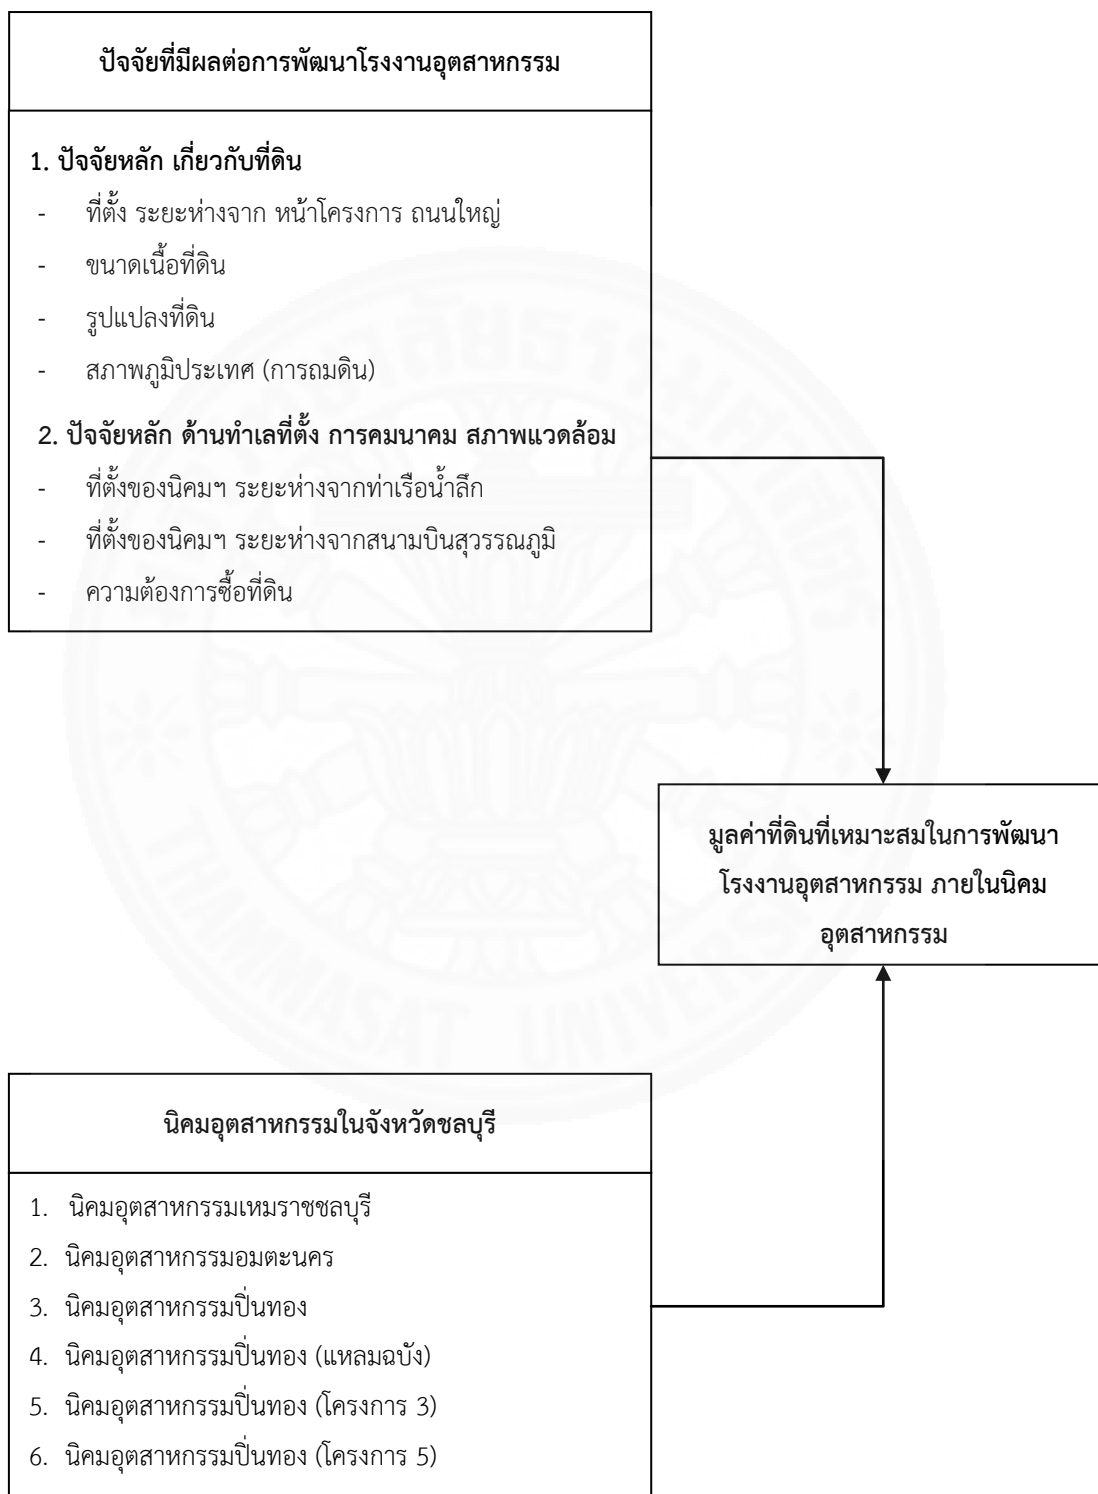 ปัจจัยที่มีผลต่อการพัฒนาโรงงานอุตสาหกรรม
1. ปัจจัยหลัก เกี่ยวกับที่ดิน
- ที่ตั้ง ระยะห่างจาก หน้าโครงการ ถนนใหญ่
- ขนาดเนื้อที่ดิน
- รูปแปลงที่ดิน
- สภาพภูมิประเทศ (การถมดิน)
2. ปัจจัยหลัก ด้านทำเลที่ตั้ง การคมนาคม สภาพแวดล้อม
- ที่ตั้งของนิคมฯ ระยะห่างจากท่าเรือน้ำลึก
- ที่ตั้งของนิคมฯ ระยะห่างจากสนามบินสุวรรณภูมิ
- ความต้องการซื้อที่ดิน
มูลค่าที่ดินที่เหมาะสมในการพัฒนา
โรงงานอุตสาหกรรม ภายในนิคม
อุตสาหกรรม
นิคมอุตสาหกรรมในจังหวัดชลบุรี
1. นิคมอุตสาหกรรมเหมราชชลบุรี
2. นิคมอุตสาหกรรมอมตะนคร
3. นิคมอุตสาหกรรมปิ่นทอง
4. นิคมอุตสาหกรรมปิ่นทอง (แหลมฉบัง)
5. นิคมอุตสาหกรรมปิ่นทอง (โครงการ 3)
6. นิคมอุตสาหกรรมปิ่นทอง (โครงการ 5)
THAMMASAT UNIVERSITY